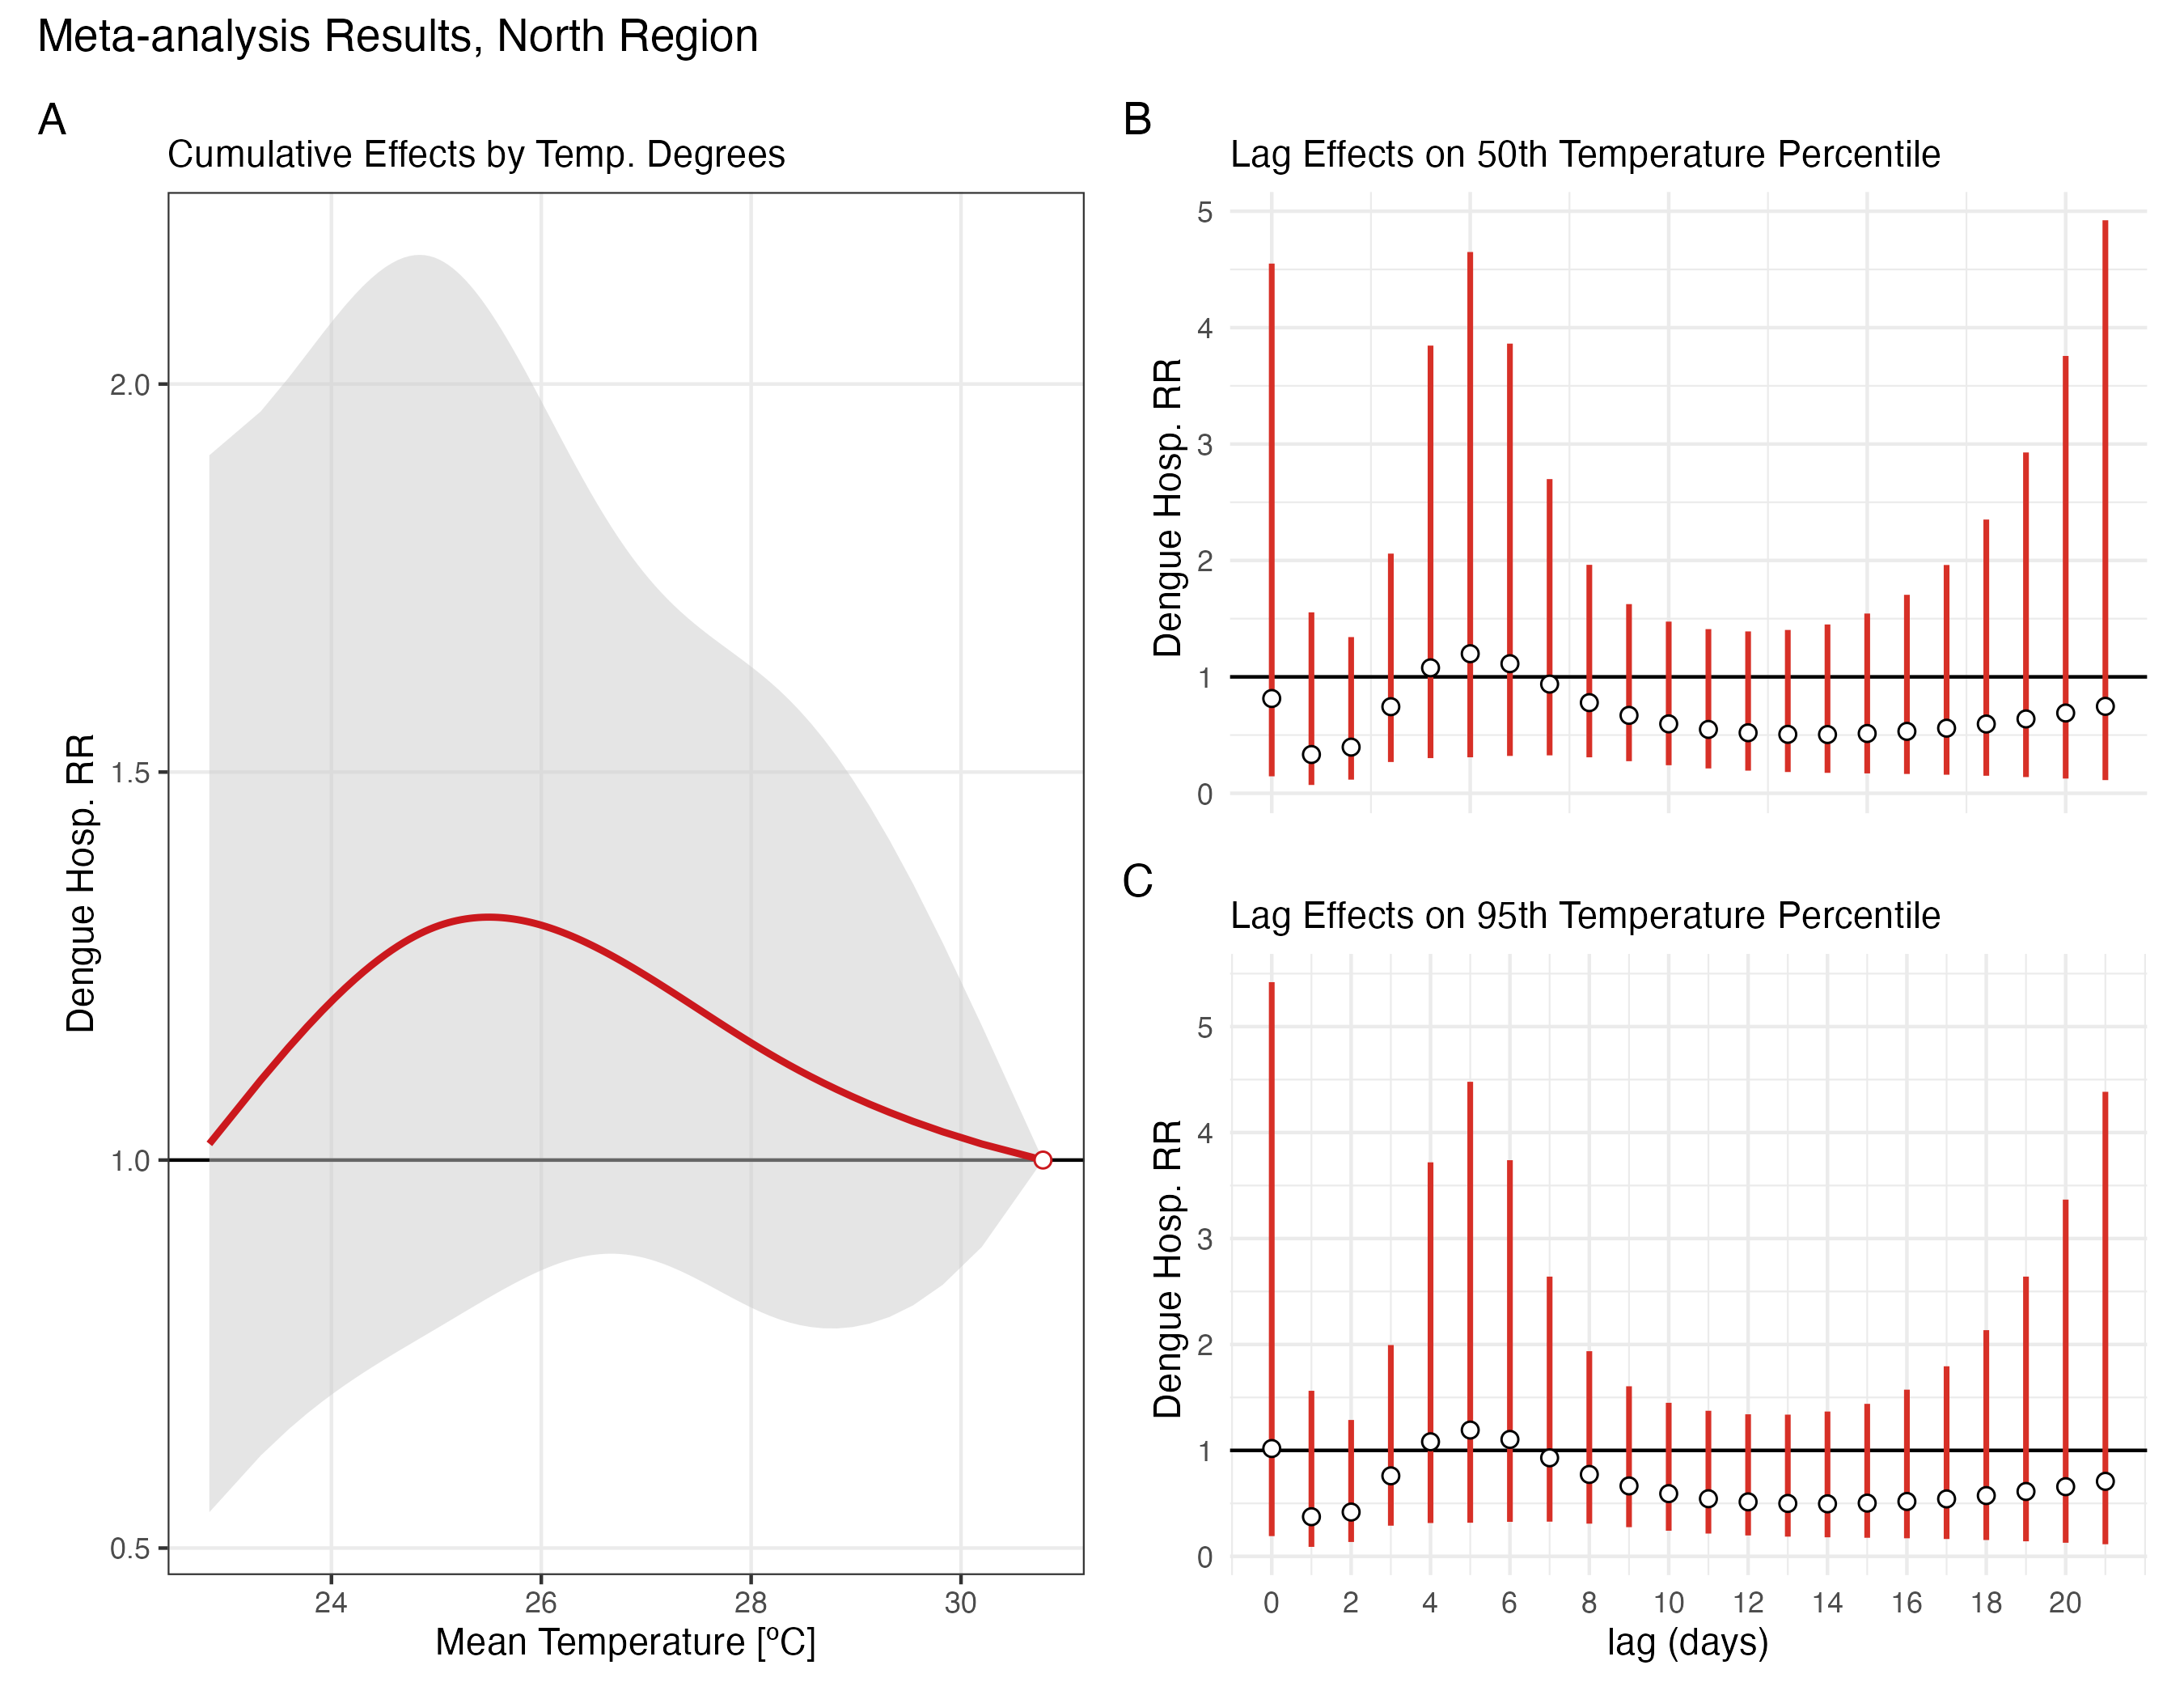 Meta-analysis Results, North Region
A
Cumulative Effects by Temp. Degrees
Dengue Hosp. RR
2.0
1.5
1.0
0.5
24 26 28 30
Mean Temperature [ºC]
B
Lag Effects on 50th Temperature Percentile
Dengue Hosp. RR
5
4
3
2
1
0
C
Lag Effects on 95th Temperature Percentile
Dengue Hosp. RR
5
4
3
2
1
0
0 2 4 6 8 10 12 14 16 18 20
lag (days)